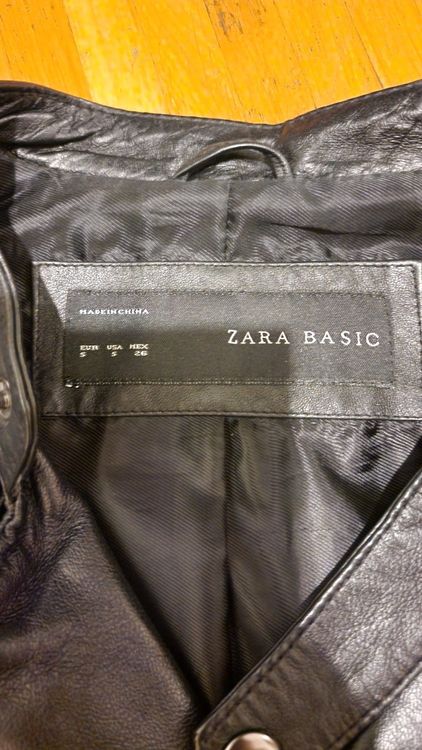 MADE IN CHINA
EUR USA MEX
S S 26
ZARA BASIC